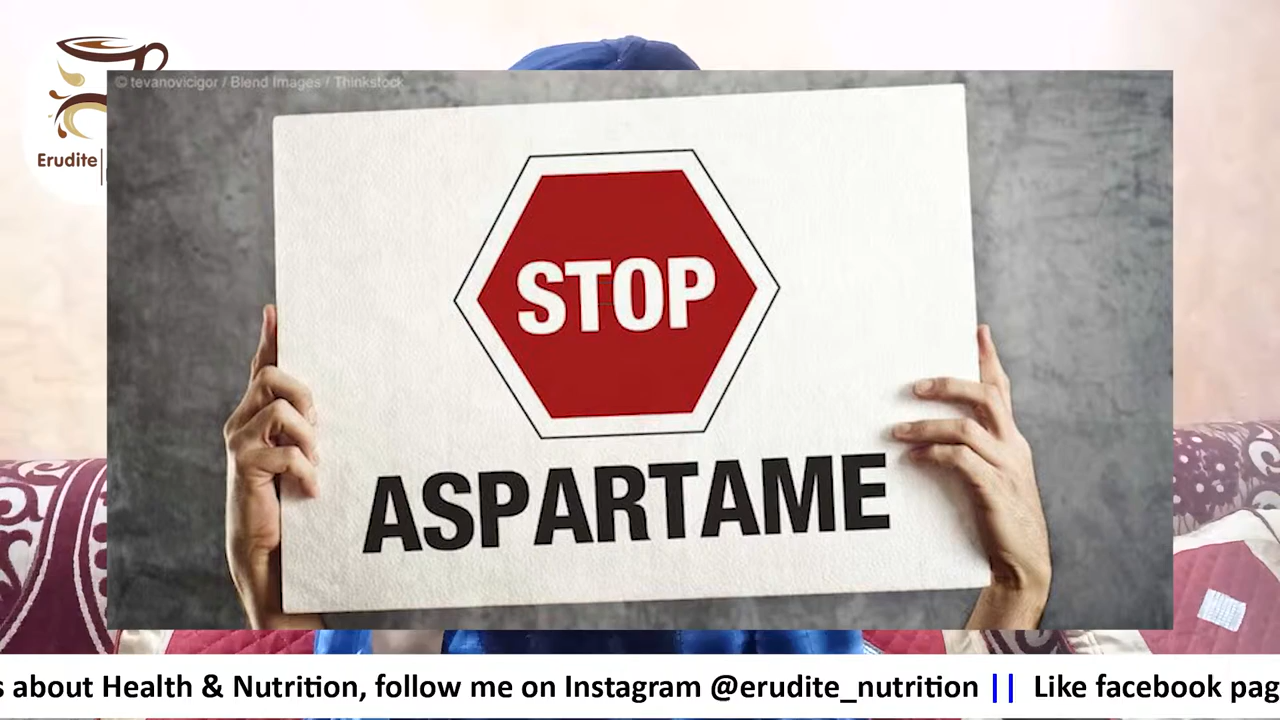 © tevanovicigor / Blend Images / Thinkstock
Erudite
STOP
ASPARTAME
s about Health & Nutrition, follow me on Instagram @erudite_nutrition || Like facebook pag